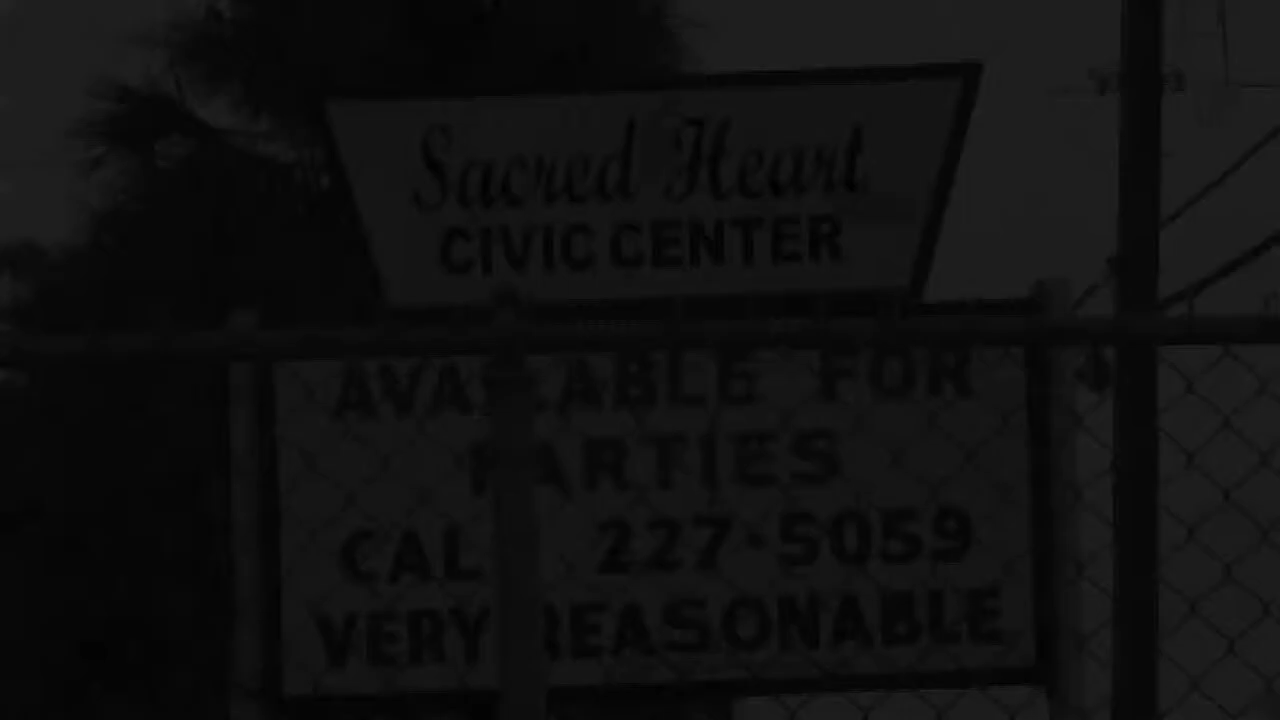 Sacred Heart
CIVIC CENTER
AVAILABLE FOR
PARTIES
CALL 227-5059
VERY REASONABLE